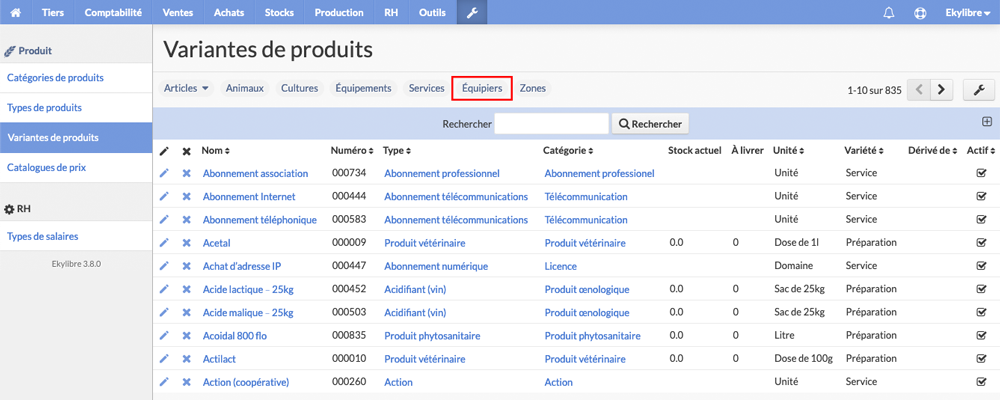 Tiers Comptabilité Ventes Achats Stocks Production RH Outils Ekylibre
Produit
Catégories de produits
Types de produits
Variantes de produits
Catalogues de prix
RH
Types de salaires
Ekylibre 3.8.0
Variantes de produits
Articles Animaux Cultures Équipements Services Équipiers Zones 1-10 sur 835
Rechercher Rechercher
Nom Numéro Type Catégorie Stock actuel À livrer Unité Variété Dérivé de Actif
Abonnement association 000734 Abonnement professionnel Abonnement professionel Unité Service
Abonnement Internet 000444 Abonnement télécommunications Télécommunication Unité Service
Abonnement téléphonique 000583 Abonnement télécommunications Télécommunication Unité Service
Acetal 000009 Produit vétérinaire Produit vétérinaire 0.0 0 Dose de 1l Préparation
Achat d'adresse IP 000447 Abonnement numérique Licence Domaine Service
Acide lactique - 25kg 000452 Acidifiant (vin) Produit œnologique 0.0 0 Sac de 25kg Préparation
Acide malique - 25kg 000503 Acidifiant (vin) Produit œnologique 0.0 0 Sac de 25kg Préparation
Acoidal 800 flo 000835 Produit phytosanitaire Produit phytosanitaire 0.0 0 Litre Préparation
Actilact 000010 Produit vétérinaire Produit vétérinaire 0.0 0 Dose de 100g Préparation
Action (coopérative) 000260 Action Action Unité Service